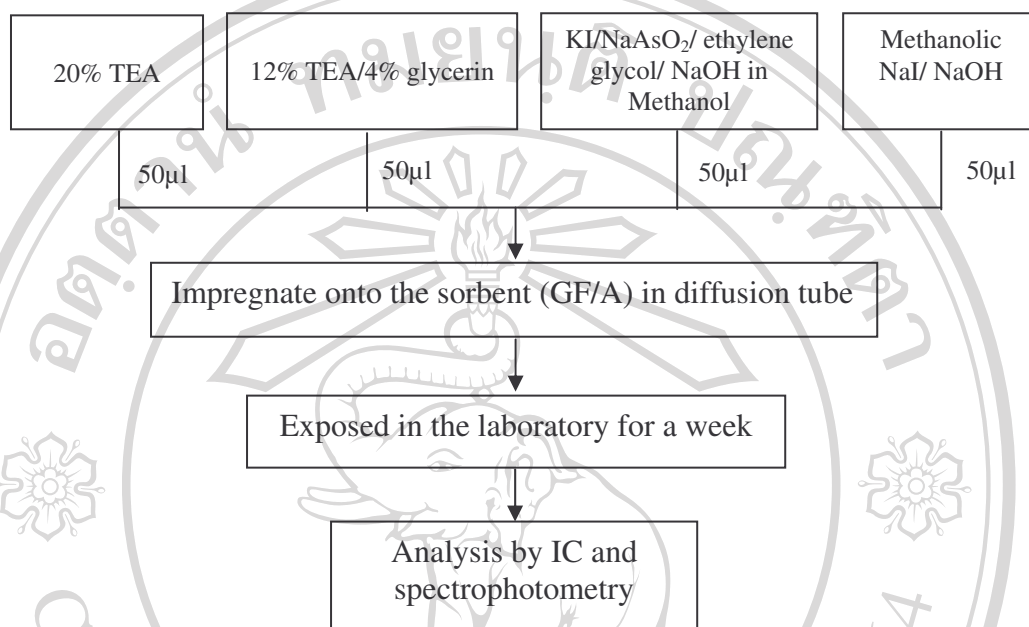 20% TEA
12% TEA/4% glycerin
KI/NaAsO₂/ ethylene
glycol/ NaOH in
Methanol
Methanolic
NaI/ NaOH
50µl
50µl
50µl
50µl
Impregnate onto the sorbent (GF/A) in diffusion tube
Exposed in the laboratory for a week
Analysis by IC and
spectrophotometry